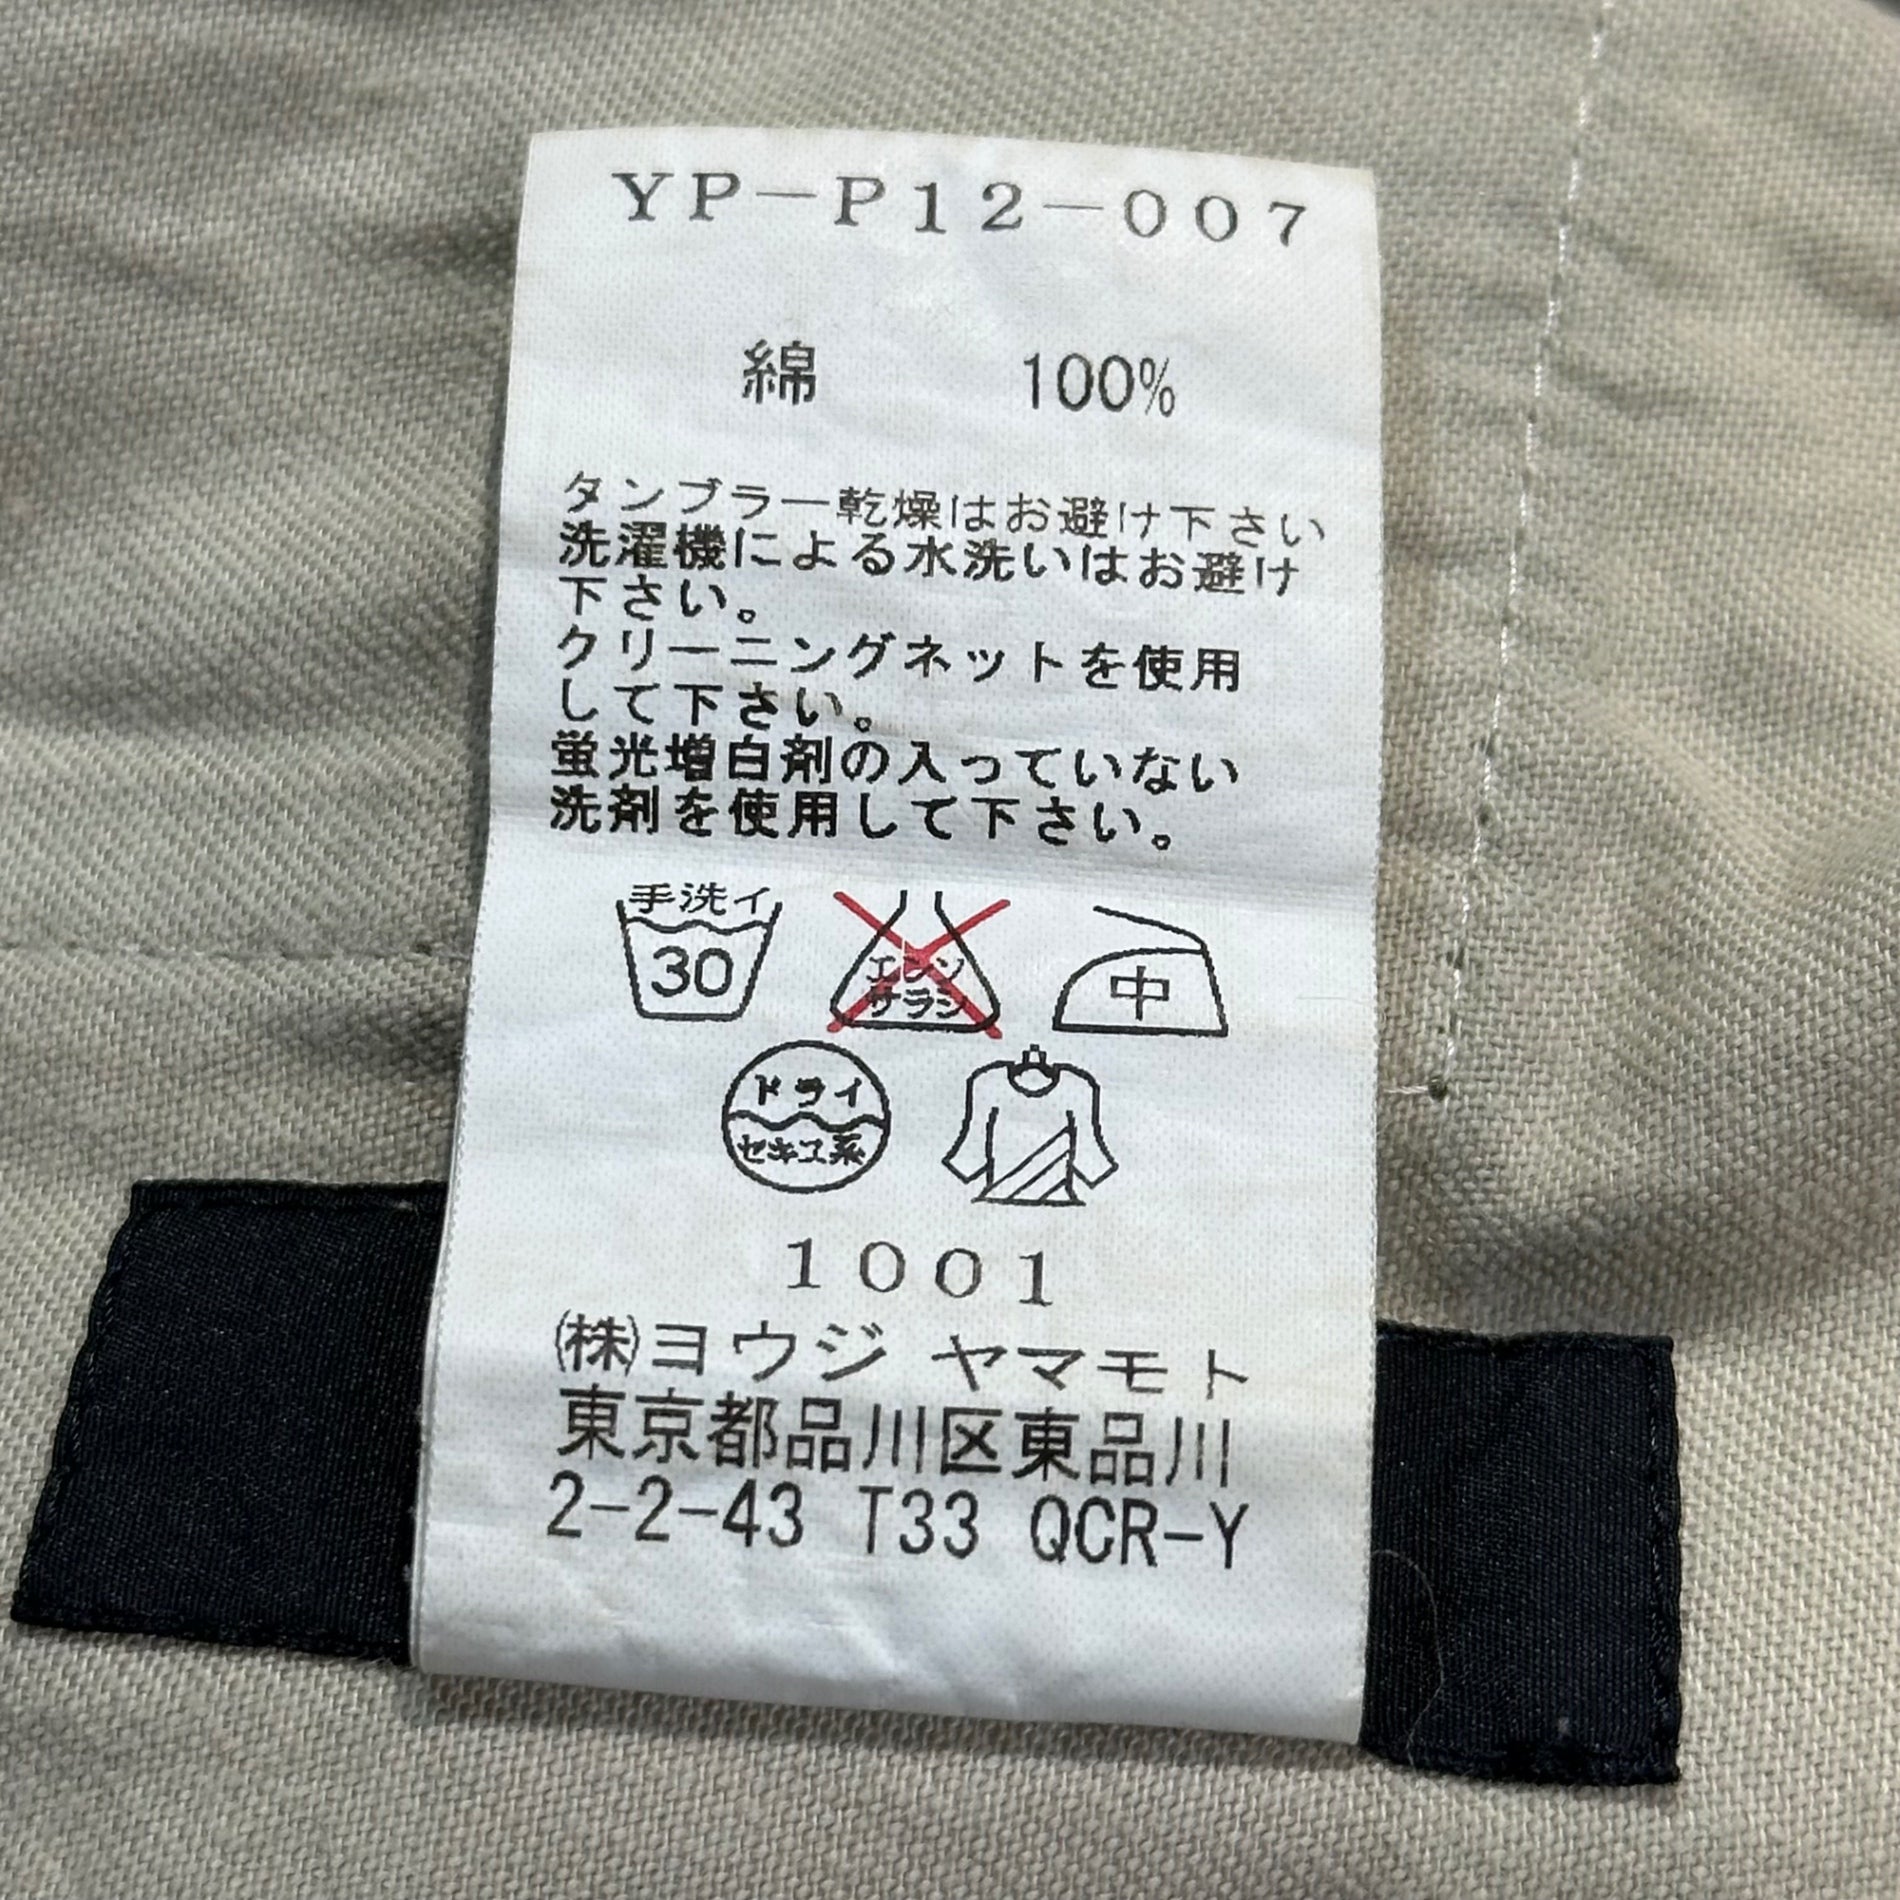 YP-P12-007
綿 100%
タンブラー乾燥はお避け下さい
洗濯機による水洗いはお避け
下さい。
クリーニングネットを使用
して下さい。
蛍光増白剤の入っていない
洗剤を使用して下さい。
手洗イ
30
エンソ
サラシ
中
ドライ
セキユ系
1001
(株)ヨウジ ヤマモト
東京都品川区東品川
2-2-43 T33 QCR-Y